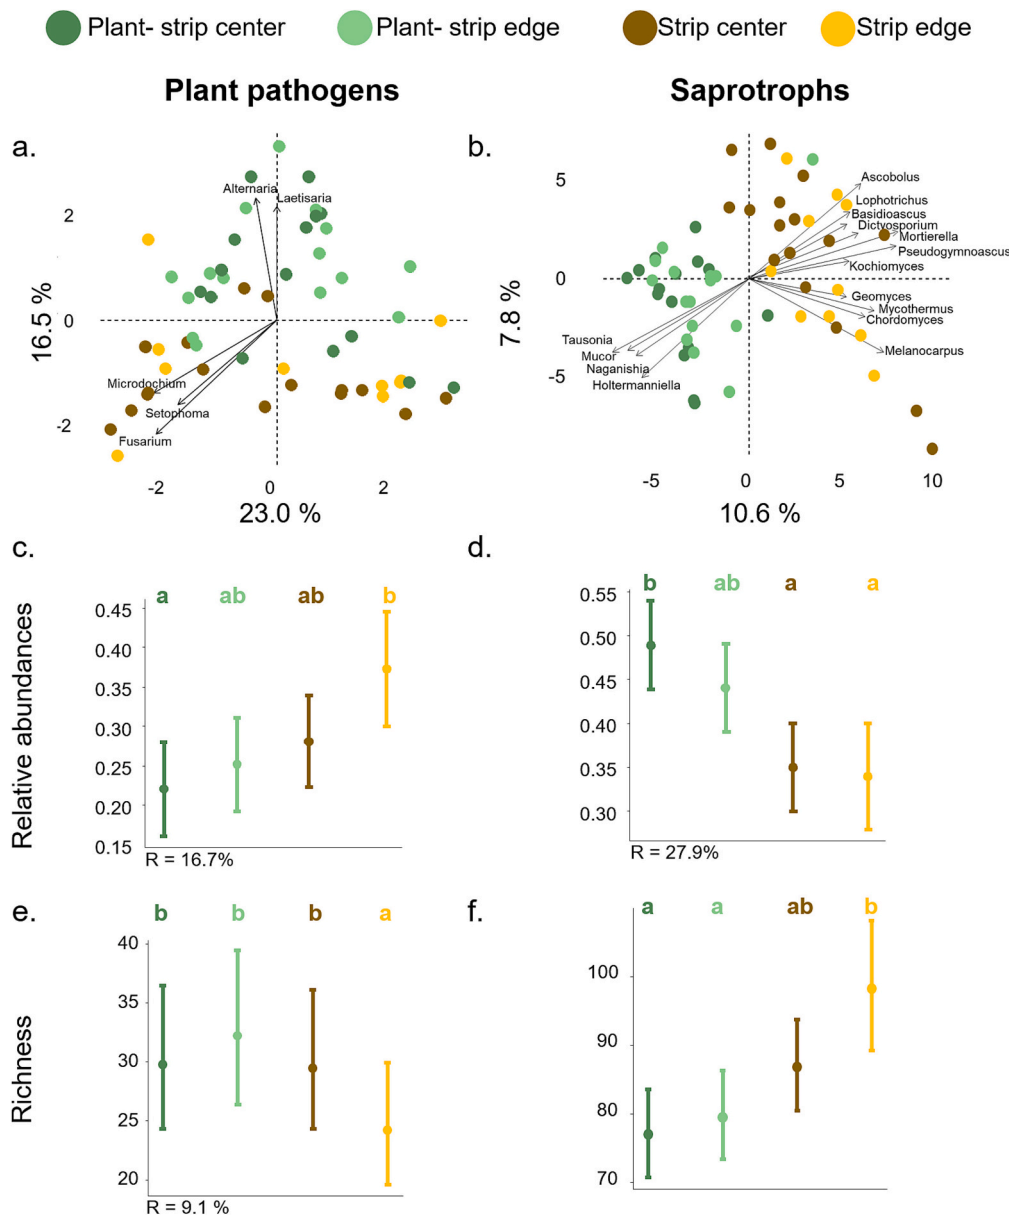 Plant- strip center Plant- strip edge Strip center Strip edge
Plant pathogens Saprotrophs
a.
Alternaria
Laetisaria
Microdochium
Setophoma
Fusarium
2
0
-2
16.5 %
-2 0 2
23.0 %
b.
Ascobolus
Lophotrichus
Basidioascus
Dictyosporium
Mortierella
Pseudogymnoascus
Kochiomyces
Geomyces
Mycothermus
Chordomyces
Melanocarpus
Tausonia
Mucor
Naganishia
Holtermanniella
5
0
-5
7.8 %
-5 0 5 10
10.6 %
c.
a ab ab b
0.45
0.40
0.35
0.30
0.25
0.20
0.15
Relative abundances
R = 16.7%
d.
b ab a a
0.55
0.50
0.45
0.40
0.35
0.30
R = 27.9%
e.
b b b a
40
35
30
25
20
Richness
R = 9.1 %
f.
a a ab b
100
90
80
70